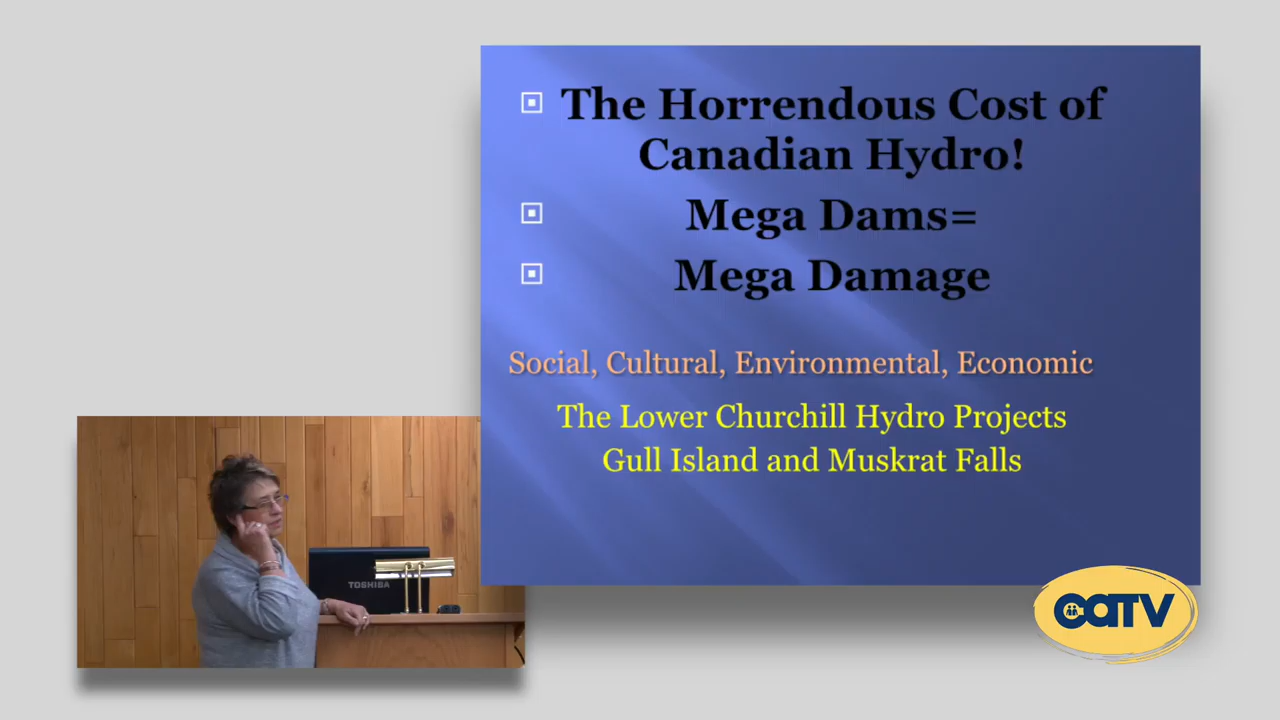 The Horrendous Cost of
Canadian Hydro!
Mega Dams=
Mega Damage
Social, Cultural, Environmental, Economic
The Lower Churchill Hydro Projects
Gull Island and Muskrat Falls
TOSHIBA
CATV